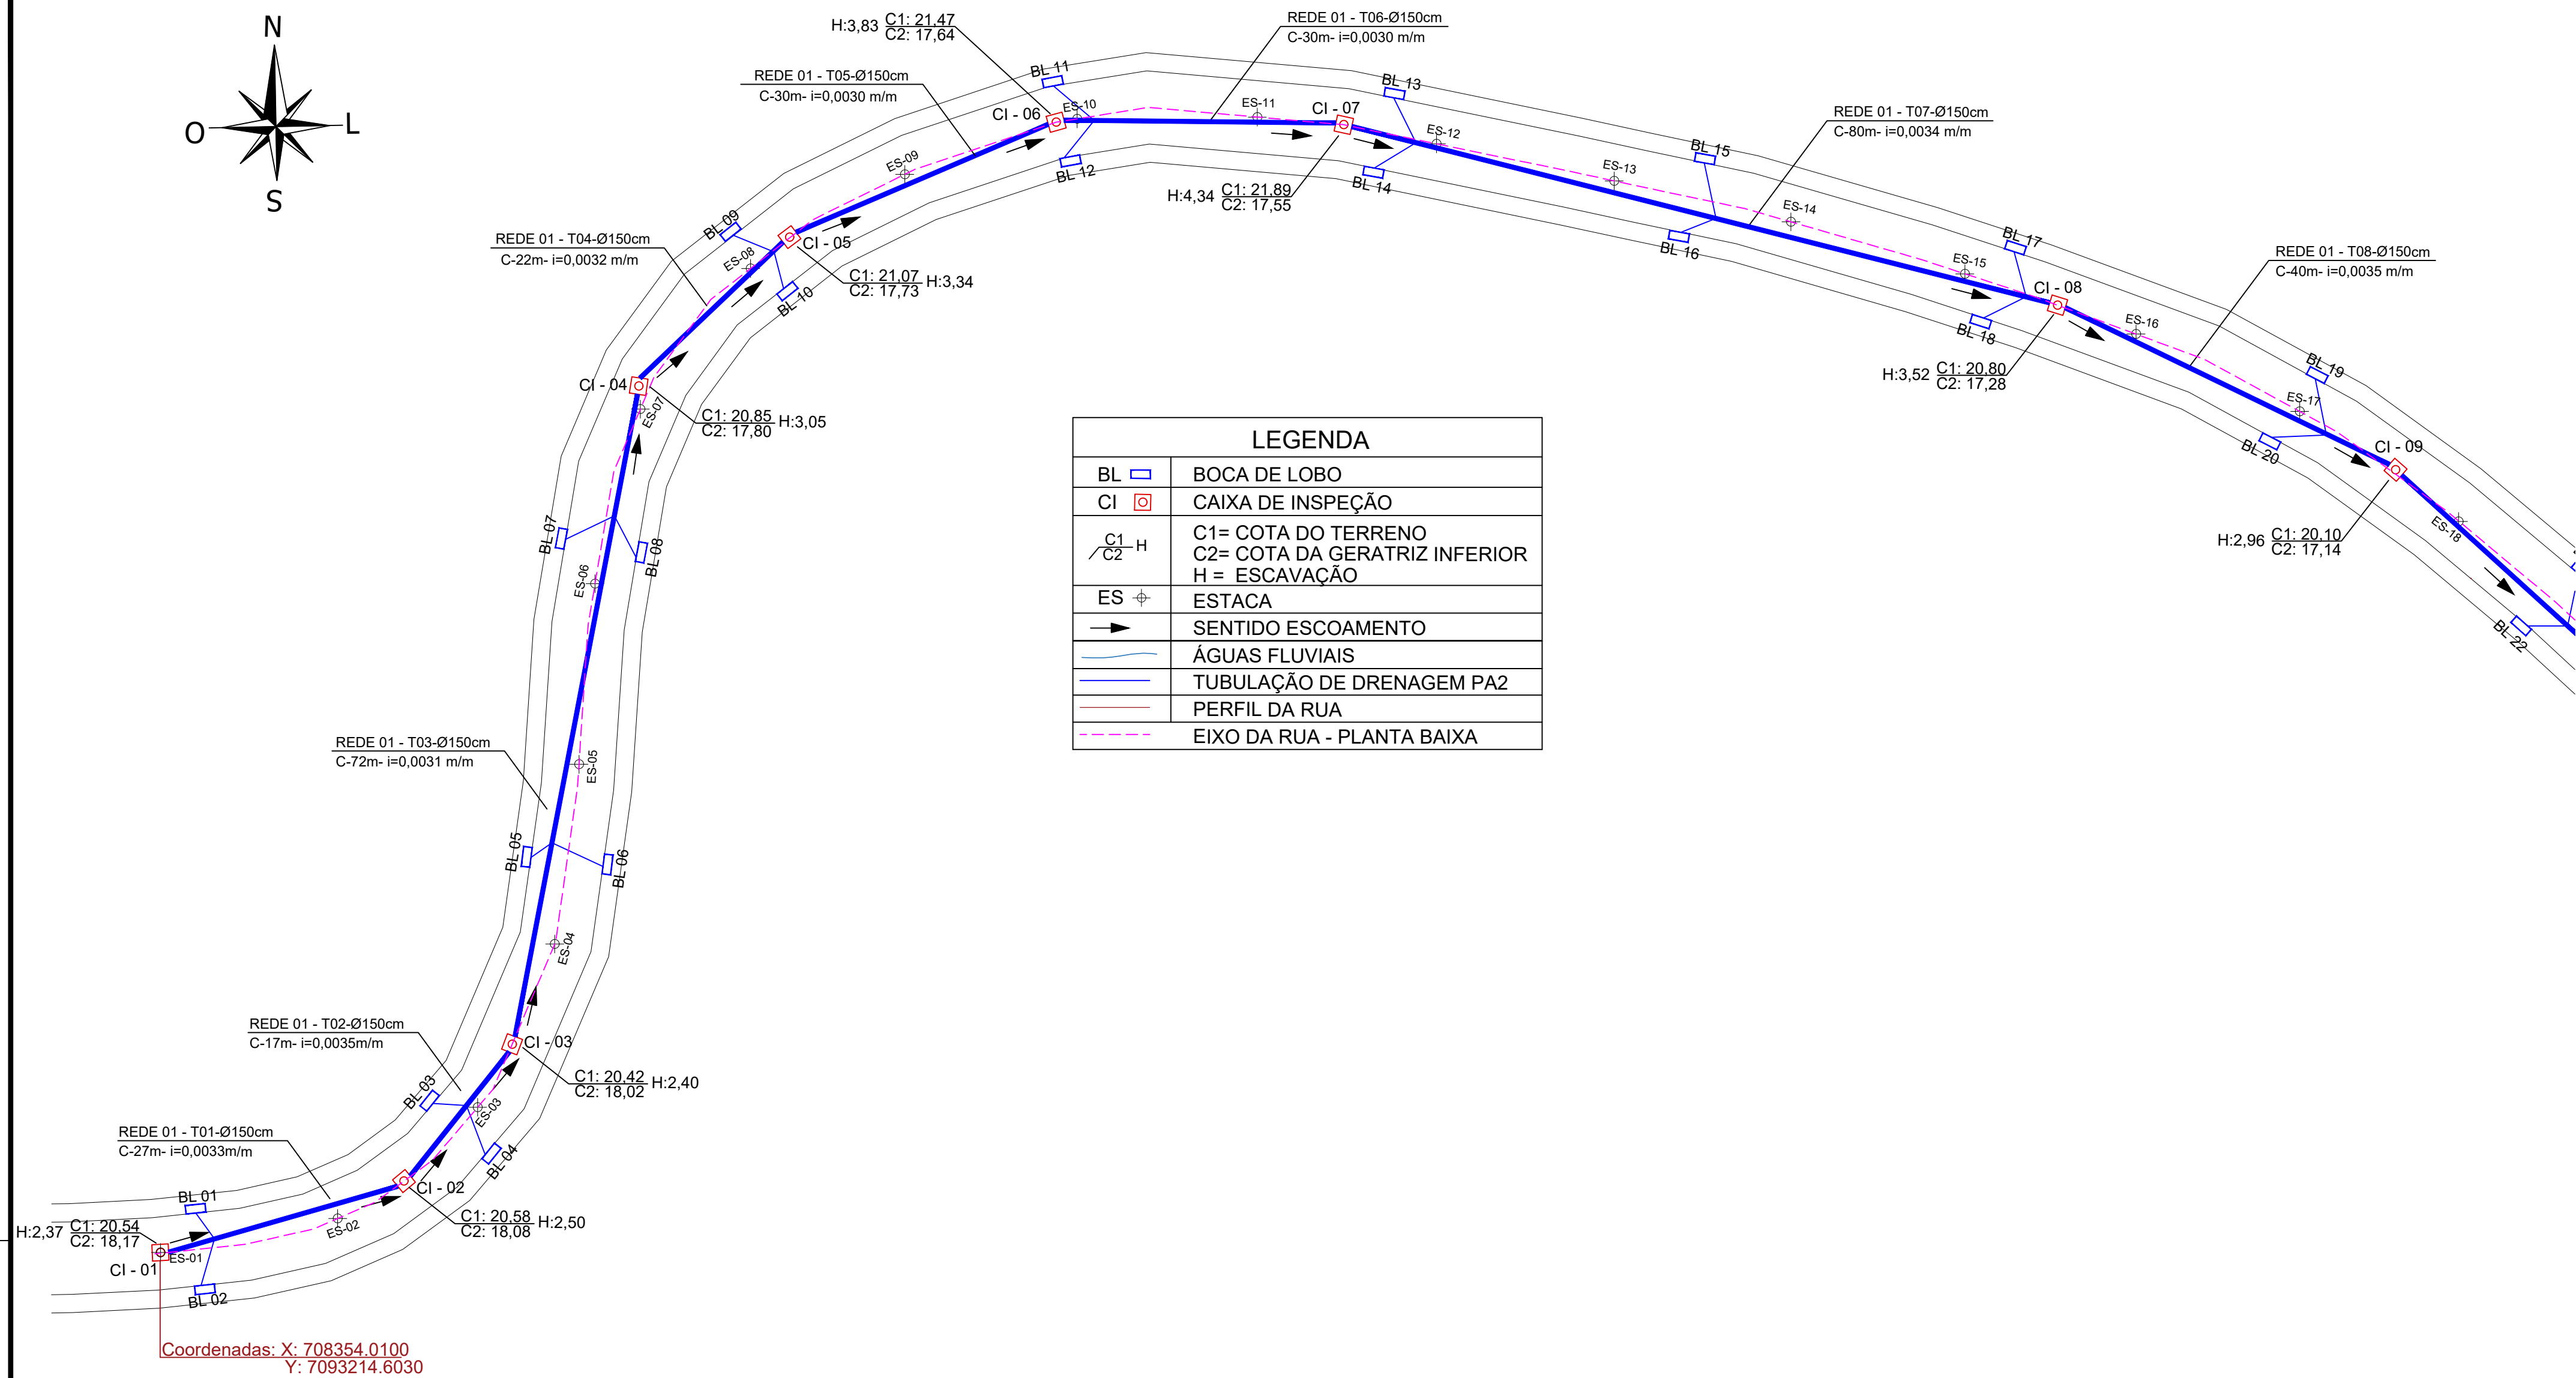 N
O
L
S
H:3,83 C1: 21,47
C2: 17,64
REDE 01 - T06-Ø150cm
C-30m- i=0,0030 m/m
REDE 01 - T05-Ø150cm
C-30m- i=0,0030 m/m
BL 11
BL 13
CI - 06
ES-10
ES-11
CI - 07
REDE 01 - T07-Ø150cm
C-80m- i=0,0034 m/m
ES-12
BL 15
ES-09
BL 12
BL 14
ES-13
H:4,34 C1: 21,89
C2: 17,55
ES-14
BL 09
CI - 05
BL 16
BL 17
REDE 01 - T04-Ø150cm
C-22m- i=0,0032 m/m
ES-08
ES-15
REDE 01 - T08-Ø150cm
C-40m- i=0,0035 m/m
C1: 21,07 H:3,34
C2: 17,73
BL 10
CI - 08
BL 18
ES-16
CI - 04
H:3,52 C1: 20,80
C2: 17,28
BL 19
ES-17
ES-07
C1: 20,85 H:3,05
C2: 17,80
BL 20
CI - 09
LEGENDA
BL BOCA DE LOBO
CI CAIXA DE INSPEÇÃO
C1
C2
H
C1= COTA DO TERRENO
C2= COTA DA GERATRIZ INFERIOR
H = ESCAVAÇÃO
ES ESTACA
SENTIDO ESCOAMENTO
ÁGUAS FLUVIAIS
TUBULAÇÃO DE DRENAGEM PA2
PERFIL DA RUA
EIXO DA RUA - PLANTA BAIXA
H:2,96 C1: 20,10
C2: 17,14
ES-18
BL 22
BL 07
BL 08
ES-06
REDE 01 - T03-Ø150cm
C-72m- i=0,0031 m/m
ES-05
BL 05
BL 06
ES-04
REDE 01 - T02-Ø150cm
C-17m- i=0,0035m/m
CI - 03
C1: 20,42 H:2,40
C2: 18,02
BL 03
ES-03
REDE 01 - T01-Ø150cm
C-27m- i=0,0033m/m
BL 04
CI - 02
BL 01
C1: 20,58 H:2,50
C2: 18,08
H:2,37 C1: 20,54
C2: 18,17
ES-02
ES-01
CI - 01
BL 02
Coordenadas: X: 708354.0100
Y: 7093214.6030